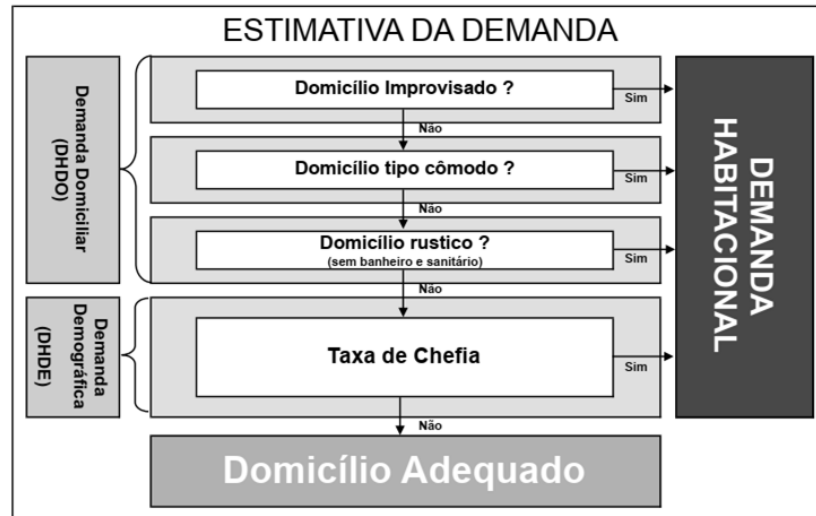 ESTIMATIVA DA DEMANDA
Demanda Domiciliar
(DHDO)
Domicílio Improvisado ?
Sim
Não
Domicílio tipo cômodo ?
Sim
Não
Domicílio rustico ?
(sem banheiro e sanitário)
Sim
Não
Demanda
Demográfica
(DHDE)
Taxa de Chefia
Sim
Não
DEMANDA
HABITACIONAL
Domicílio Adequado